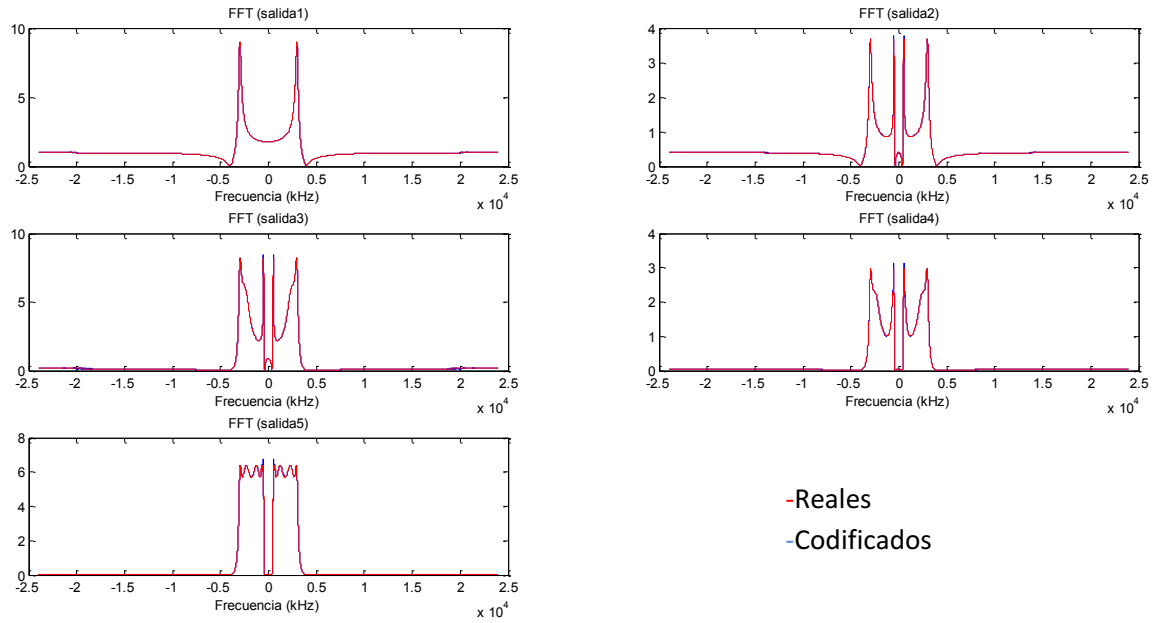 FFT (salida1)
10
5
0
-2.5 -2 -1.5 -1 -0.5 0 0.5 1 1.5 2 2.5
Frecuencia (kHz)
x 10^4
FFT (salida2)
4
3
2
1
0
-2.5 -2 -1.5 -1 -0.5 0 0.5 1 1.5 2 2.5
Frecuencia (kHz)
x 10^4
FFT (salida3)
10
5
0
-2.5 -2 -1.5 -1 -0.5 0 0.5 1 1.5 2 2.5
Frecuencia (kHz)
x 10^4
FFT (salida4)
4
3
2
1
0
-2.5 -2 -1.5 -1 -0.5 0 0.5 1 1.5 2 2.5
Frecuencia (kHz)
x 10^4
FFT (salida5)
8
6
4
2
0
-2.5 -2 -1.5 -1 -0.5 0 0.5 1 1.5 2 2.5
Frecuencia (kHz)
x 10^4
-Reales
-Codificados